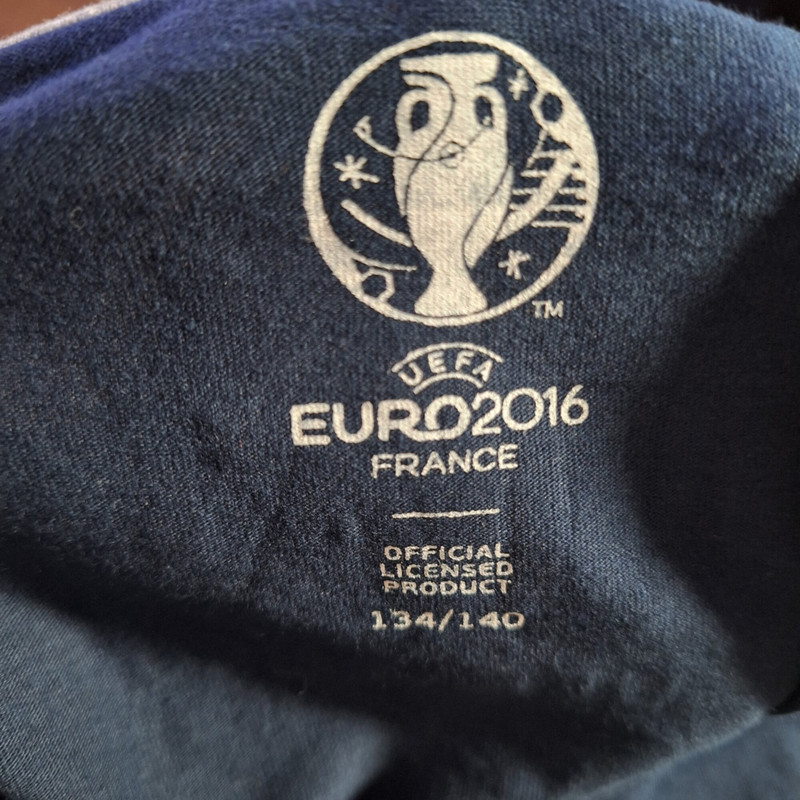 TM
UEFA
EURO2016
FRANCE
OFFICIAL
LICENSED
PRODUCT
134/140